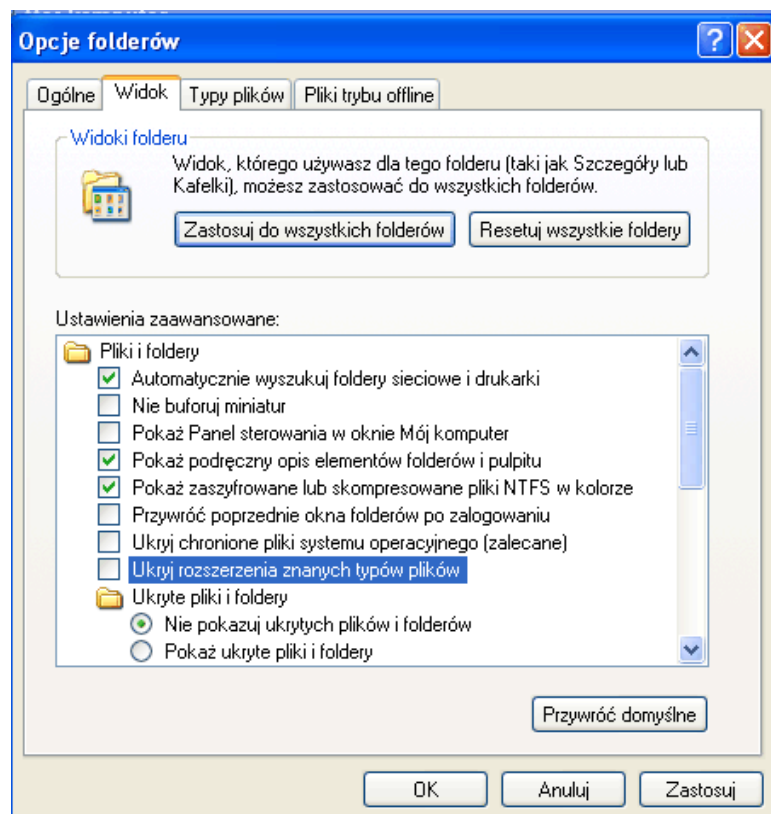 Opcje folderów
Ogólne Widok Typy plików Pliki trybu offline
Widoki folderu
Widok, którego używasz dla tego folderu (taki jak Szczegóły lub
Kafelki), możesz zastosować do wszystkich folderów.
Zastosuj do wszystkich folderów Resetuj wszystkie foldery
Ustawienia zaawansowane:
Pliki i foldery
Automatycznie wyszukuj foldery sieciowe i drukarki
Nie buforuj miniatur
Pokaż Panel sterowania w oknie Mój komputer
Pokaż podręczny opis elementów folderów i pulpitu
Pokaż zaszyfrowane lub skompresowane pliki NTFS w kolorze
Przywróć poprzednie okna folderów po zalogowaniu
Ukryj chronione pliki systemu operacyjnego (zalecane)
Ukryj rozszerzenia znanych typów plików
Ukryte pliki i foldery
Nie pokazuj ukrytych plików i folderów
Pokaż ukryte pliki i foldery
Przywróć domyślne
OK Anuluj Zastosuj